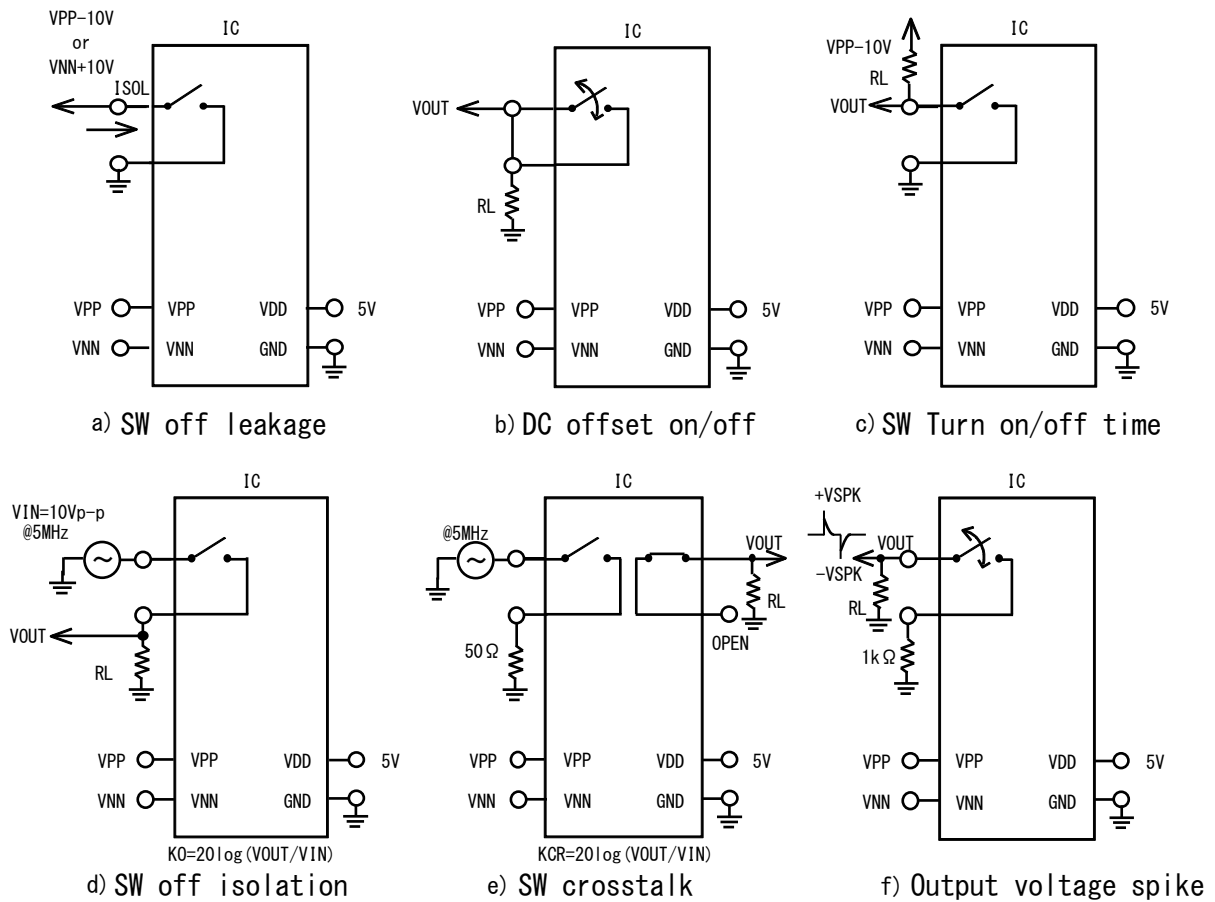 VPP-10V
or
VNN+10V
ISOL
IC
VPP
VPP
VDD
5V
VNN
VNN
GND
a) SW off leakage
IC
VOUT
RL
VPP
VPP
VDD
5V
VNN
VNN
GND
b) DC offset on/off
IC
VPP-10V
RL
VOUT
VPP
VPP
VDD
5V
VNN
VNN
GND
c) SW Turn on/off time
IC
VIN=10Vp-p
@5MHz
~
VOUT
RL
VPP
VPP
VDD
5V
VNN
VNN
GND
KO=20log(VOUT/VIN)
d) SW off isolation
IC
@5MHz
~
VOUT
RL
50Ω
OPEN
VPP
VPP
VDD
5V
VNN
VNN
GND
KCR=20log(VOUT/VIN)
e) SW crosstalk
IC
+VSPK
VOUT
-VSPK
RL
1kΩ
VPP
VPP
VDD
5V
VNN
VNN
GND
f) Output voltage spike